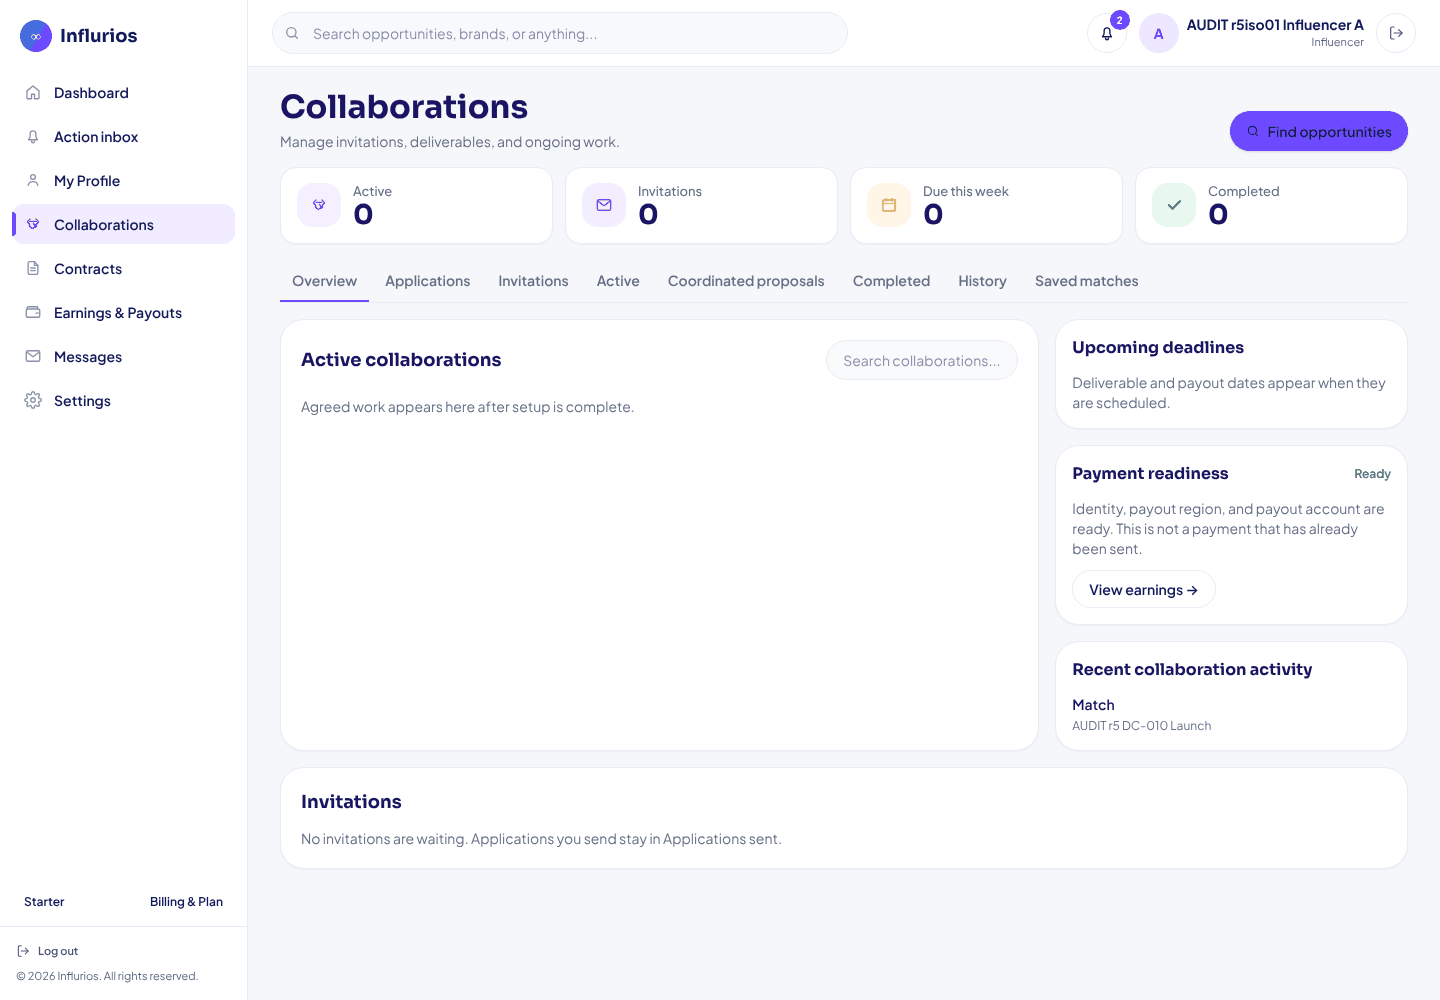 Influrios
Dashboard
Action inbox
My Profile
Collaborations
Contracts
Earnings & Payouts
Messages
Settings
Starter
Billing & Plan
Log out
© 2026 Influrios. All rights reserved.
Search opportunities, brands, or anything...
2
A
AUDIT r5iso01 Influencer A
Influencer
Collaborations
Manage invitations, deliverables, and ongoing work.
Find opportunities
Active
0
Invitations
0
Due this week
0
Completed
0
Overview
Applications
Invitations
Active
Coordinated proposals
Completed
History
Saved matches
Active collaborations
Search collaborations...
Agreed work appears here after setup is complete.
Upcoming deadlines
Deliverable and payout dates appear when they
are scheduled.
Payment readiness
Ready
Identity, payout region, and payout account are
ready. This is not a payment that has already
been sent.
View earnings →
Recent collaboration activity
Match
AUDIT r5 DC-010 Launch
Invitations
No invitations are waiting. Applications you send stay in Applications sent.